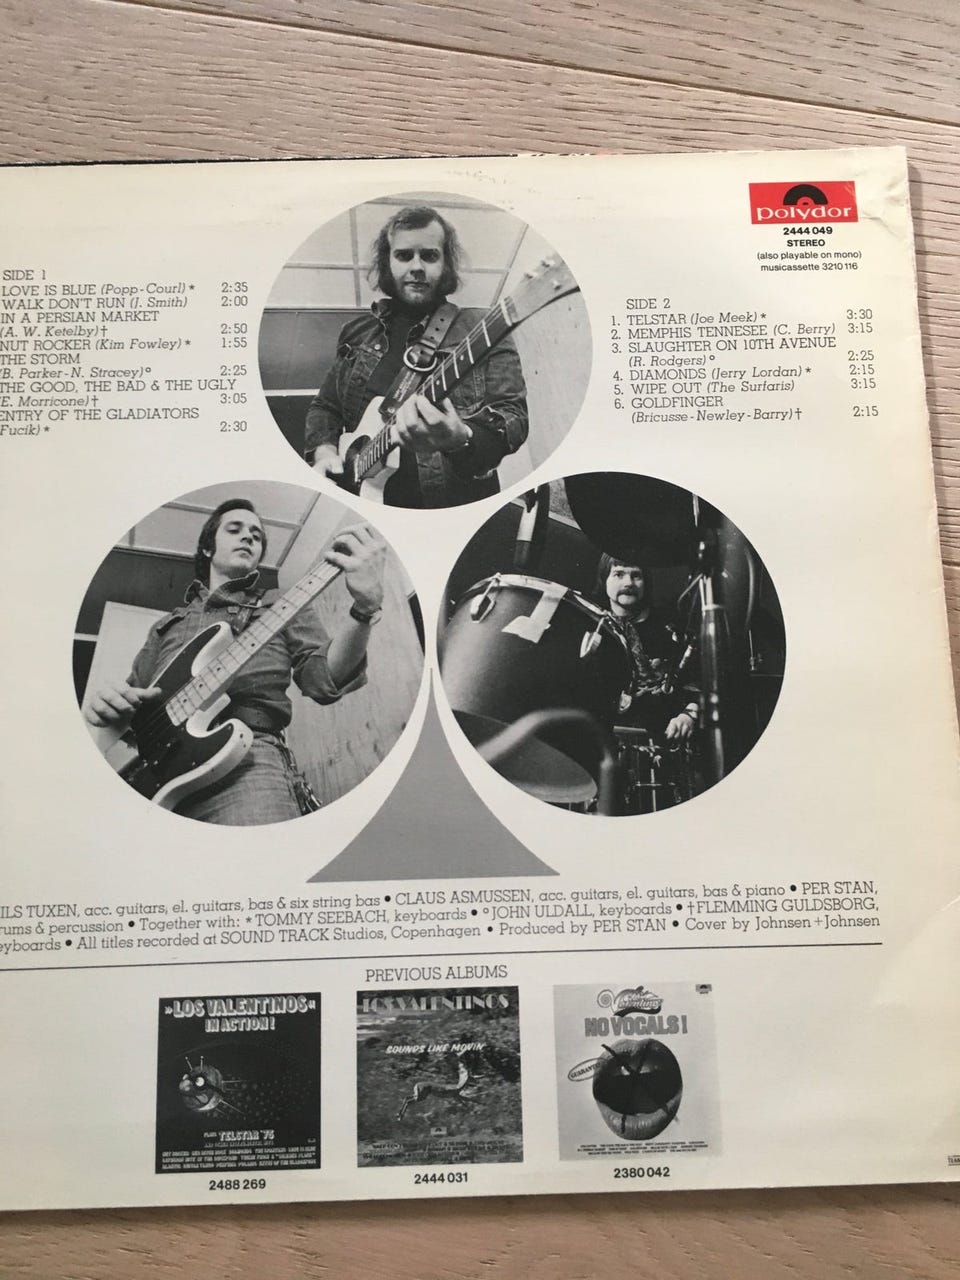 polydor
2444 049
STEREO
(also playable on mono)
musicassette 3210 116
SIDE 1
LOVE IS BLUE (Popp-Courl) * 2:35
WALK DON'T RUN (J. Smith) 2:00
IN A PERSIAN MARKET
(A. W. Ketelby) † 2:50
NUT ROCKER (Kim Fowley) * 1:55
THE STORM
(B. Parker-N. Stracey)° 2:25
THE GOOD, THE BAD & THE UGLY
(E. Morricone) † 3:05
ENTRY OF THE GLADIATORS
Fucik) * 2:30
SIDE 2
1. TELSTAR (Joe Meek) * 3:30
2. MEMPHIS TENNESEE (C. Berry) 3:15
3. SLAUGHTER ON 10TH AVENUE
(R. Rodgers)° 2:25
4. DIAMONDS (Jerry Lordan) * 2:15
5. WIPE OUT (The Surfaris) 3:15
6. GOLDFINGER
(Bricusse-Newley-Barry) † 2:15
ILS TUXEN, acc. guitars, el. guitars, bas & six string bas • CLAUS ASMUSSEN, acc. guitars, el. guitars, bas & piano • PER STAN,
rums & percussion • Together with: * TOMMY SEEBACH, keyboards • ° JOHN ULDALL, keyboards • † FLEMMING GULDSBORG,
eyboards • All titles recorded at SOUND TRACK Studios, Copenhagen • Produced by PER STAN • Cover by Johnsen + Johnsen
PREVIOUS ALBUMS
»LOS VALENTINOS«
IN ACTION!
PLUS TELSTAR '75
2488 269
LOS VALENTINOS
SOUNDS LIKE MOVIN'
2444 031
Los Valentinos
NO VOCALS!
2380 042